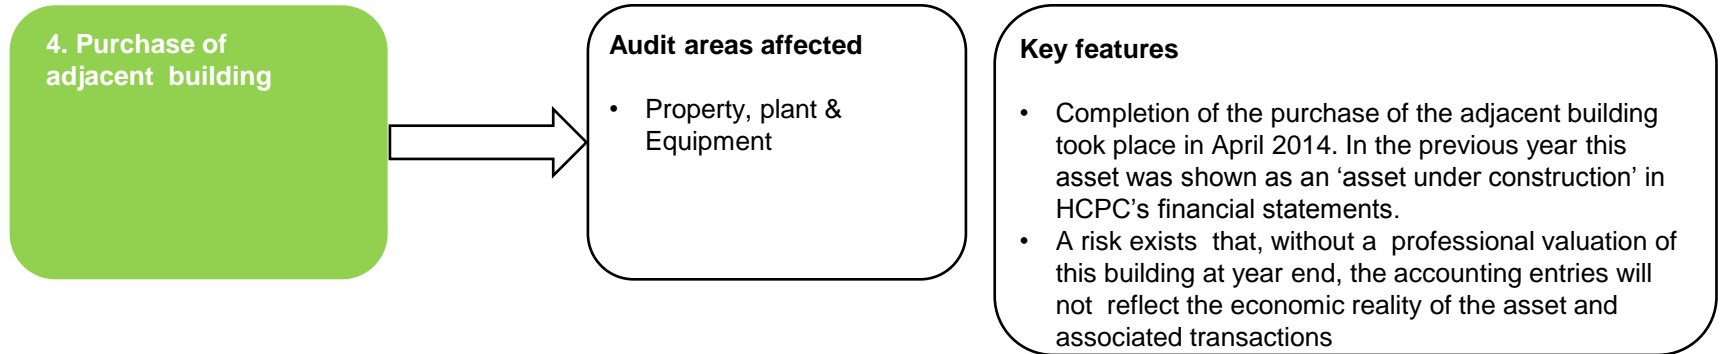 4. Purchase of
adjacent building
Audit areas affected
• Property, plant &
Equipment
Key features
• Completion of the purchase of the adjacent building
took place in April 2014. In the previous year this
asset was shown as an ‘asset under construction’ in
HCPC’s financial statements.
• A risk exists that, without a professional valuation of
this building at year end, the accounting entries will
not reflect the economic reality of the asset and
associated transactions